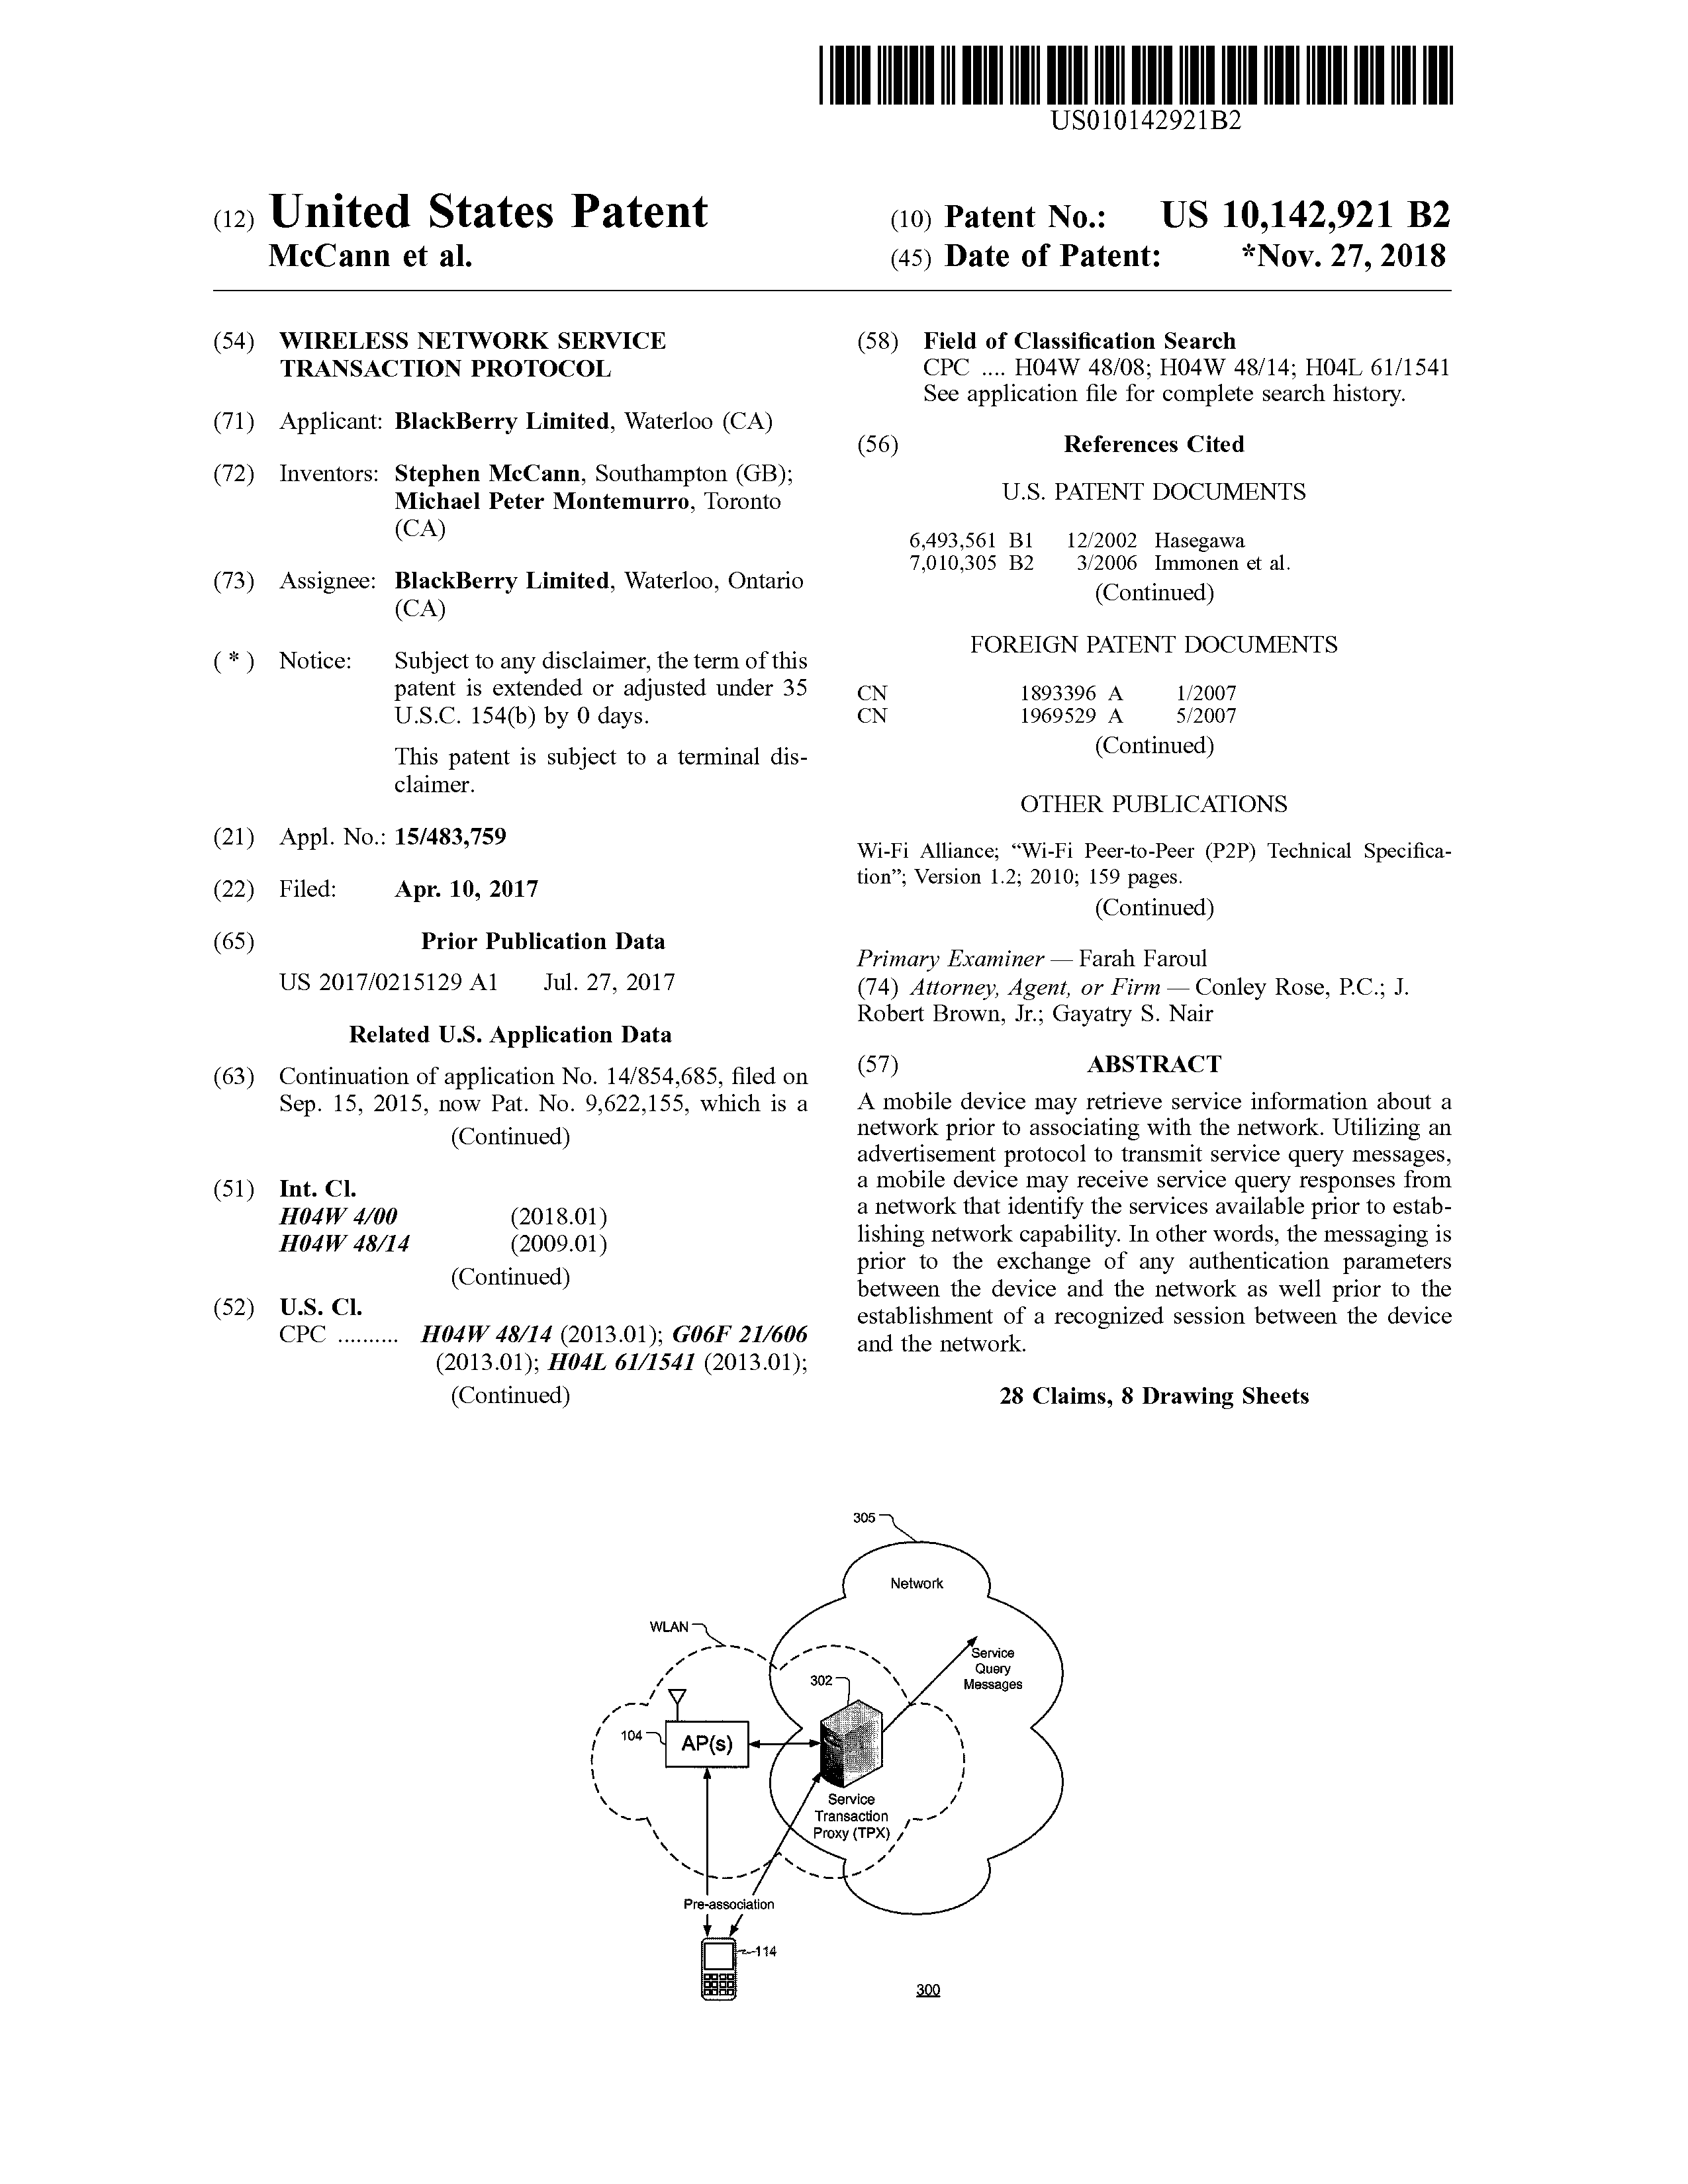 US010142921B2
(12) United States Patent
McCann et al.
(10) Patent No.: US 10,142,921 B2
(45) Date of Patent: *Nov. 27, 2018
(54) WIRELESS NETWORK SERVICE
TRANSACTION PROTOCOL
(71) Applicant: BlackBerry Limited, Waterloo (CA)
(72) Inventors: Stephen McCann, Southampton (GB);
Michael Peter Montemurro, Toronto
(CA)
(73) Assignee: BlackBerry Limited, Waterloo, Ontario
(CA)
( * ) Notice: Subject to any disclaimer, the term of this
patent is extended or adjusted under 35
U.S.C. 154(b) by 0 days.
This patent is subject to a terminal dis-
claimer.
(21) Appl. No.: 15/483,759
(22) Filed: Apr. 10, 2017
(65) Prior Publication Data
US 2017/0215129 A1 Jul. 27, 2017
Related U.S. Application Data
(63) Continuation of application No. 14/854,685, filed on
Sep. 15, 2015, now Pat. No. 9,622,155, which is a
(Continued)
(51) Int. Cl.
H04W 4/00 (2018.01)
H04W 48/14 (2009.01)
(Continued)
(52) U.S. Cl.
CPC .......... H04W 48/14 (2013.01); G06F 21/606
(2013.01); H04L 61/1541 (2013.01);
(Continued)
(58) Field of Classification Search
CPC .... H04W 48/08; H04W 48/14; H04L 61/1541
See application file for complete search history.
(56) References Cited
U.S. PATENT DOCUMENTS
6,493,561 B1 12/2002 Hasegawa
7,010,305 B2 3/2006 Immonen et al.
(Continued)
FOREIGN PATENT DOCUMENTS
CN 1893396 A 1/2007
CN 1969529 A 5/2007
(Continued)
OTHER PUBLICATIONS
Wi-Fi Alliance; “Wi-Fi Peer-to-Peer (P2P) Technical Specifica-
tion”; Version 1.2; 2010; 159 pages.
(Continued)
Primary Examiner — Farah Faroul
(74) Attorney, Agent, or Firm — Conley Rose, P.C.; J.
Robert Brown, Jr.; Gayatry S. Nair
(57) ABSTRACT
A mobile device may retrieve service information about a
network prior to associating with the network. Utilizing an
advertisement protocol to transmit service query messages,
a mobile device may receive service query responses from
a network that identify the services available prior to estab-
lishing network capability. In other words, the messaging is
prior to the exchange of any authentication parameters
between the device and the network as well prior to the
establishment of a recognized session between the device
and the network.
28 Claims, 8 Drawing Sheets
305
Network
WLAN
Service
Query
Messages
302
104
AP(s)
Service
Transaction
Proxy (TPX)
Pre-association
114
300